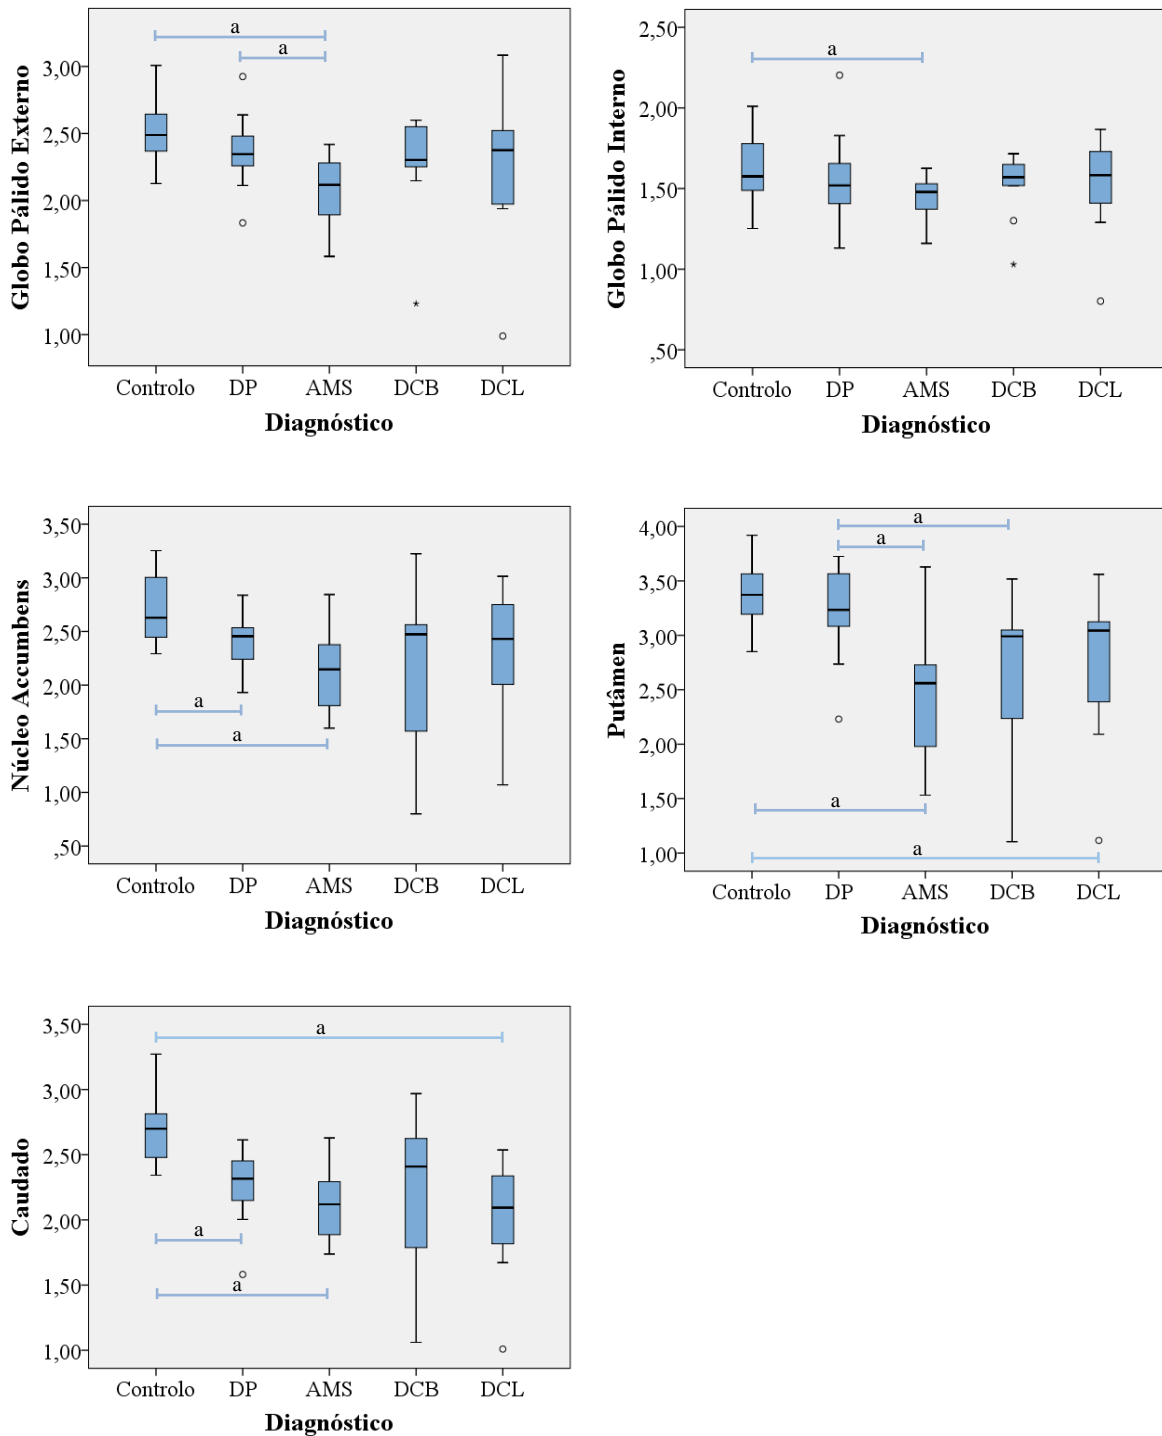 Globo Pálido Externo
a
a
3,00
2,50
2,00
1,50
1,00
Controlo DP AMS DCB DCL
Diagnóstico
Globo Pálido Interno
a
2,50
2,00
1,50
1,00
,50
*
Controlo DP AMS DCB DCL
Diagnóstico
Núcleo Accumbens
3,50
3,00
2,50
2,00
1,50
1,00
,50
a
a
Controlo DP AMS DCB DCL
Diagnóstico
Putâmen
a
a
4,00
3,50
3,00
2,50
2,00
1,50
1,00
a
a
Controlo DP AMS DCB DCL
Diagnóstico
Caudado
a
3,50
3,00
2,50
2,00
1,50
1,00
a
a
Controlo DP AMS DCB DCL
Diagnóstico